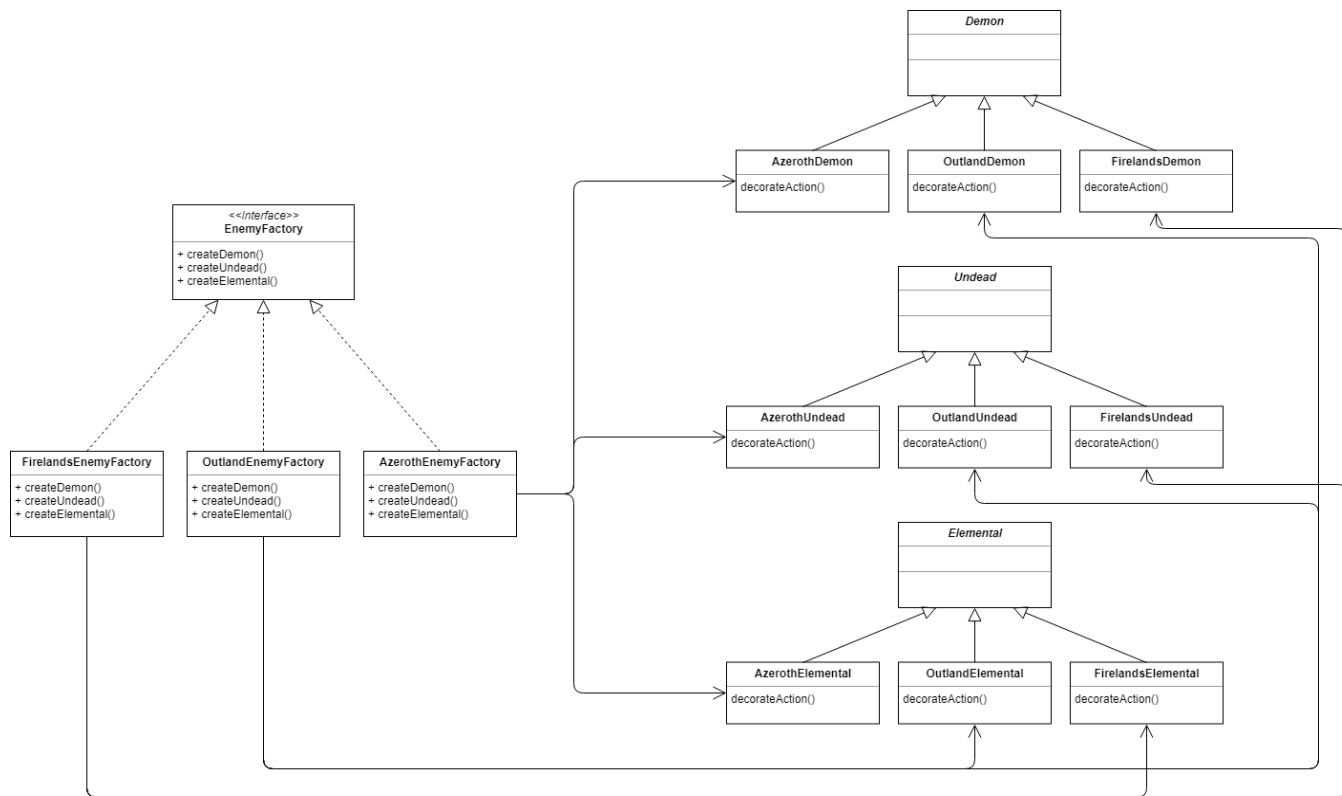 Demon
AzerothDemon
decorateAction()
OutlandDemon
decorateAction()
FirelandsDemon
decorateAction()
<<Interface>>
EnemyFactory
+ createDemon()
+ createUndead()
+ createElemental()
Undead
AzerothUndead
decorateAction()
OutlandUndead
decorateAction()
FirelandsUndead
decorateAction()
FirelandsEnemyFactory
+ createDemon()
+ createUndead()
+ createElemental()
OutlandEnemyFactory
+ createDemon()
+ createUndead()
+ createElemental()
AzerothEnemyFactory
+ createDemon()
+ createUndead()
+ createElemental()
Elemental
AzerothElemental
decorateAction()
OutlandElemental
decorateAction()
FirelandsElemental
decorateAction()